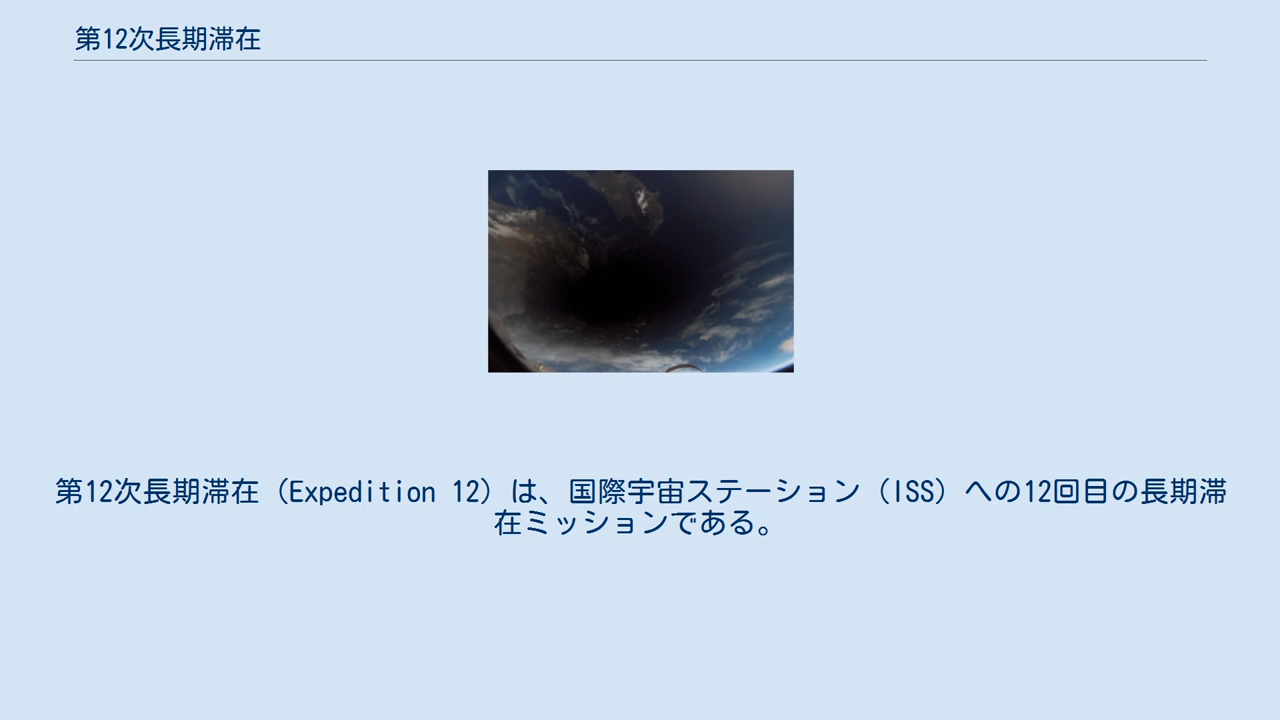 第12次長期滞在
第12次長期滞在（Expedition 12）は、国際宇宙ステーション（ISS）への12回目の長期滞
在ミッションである。